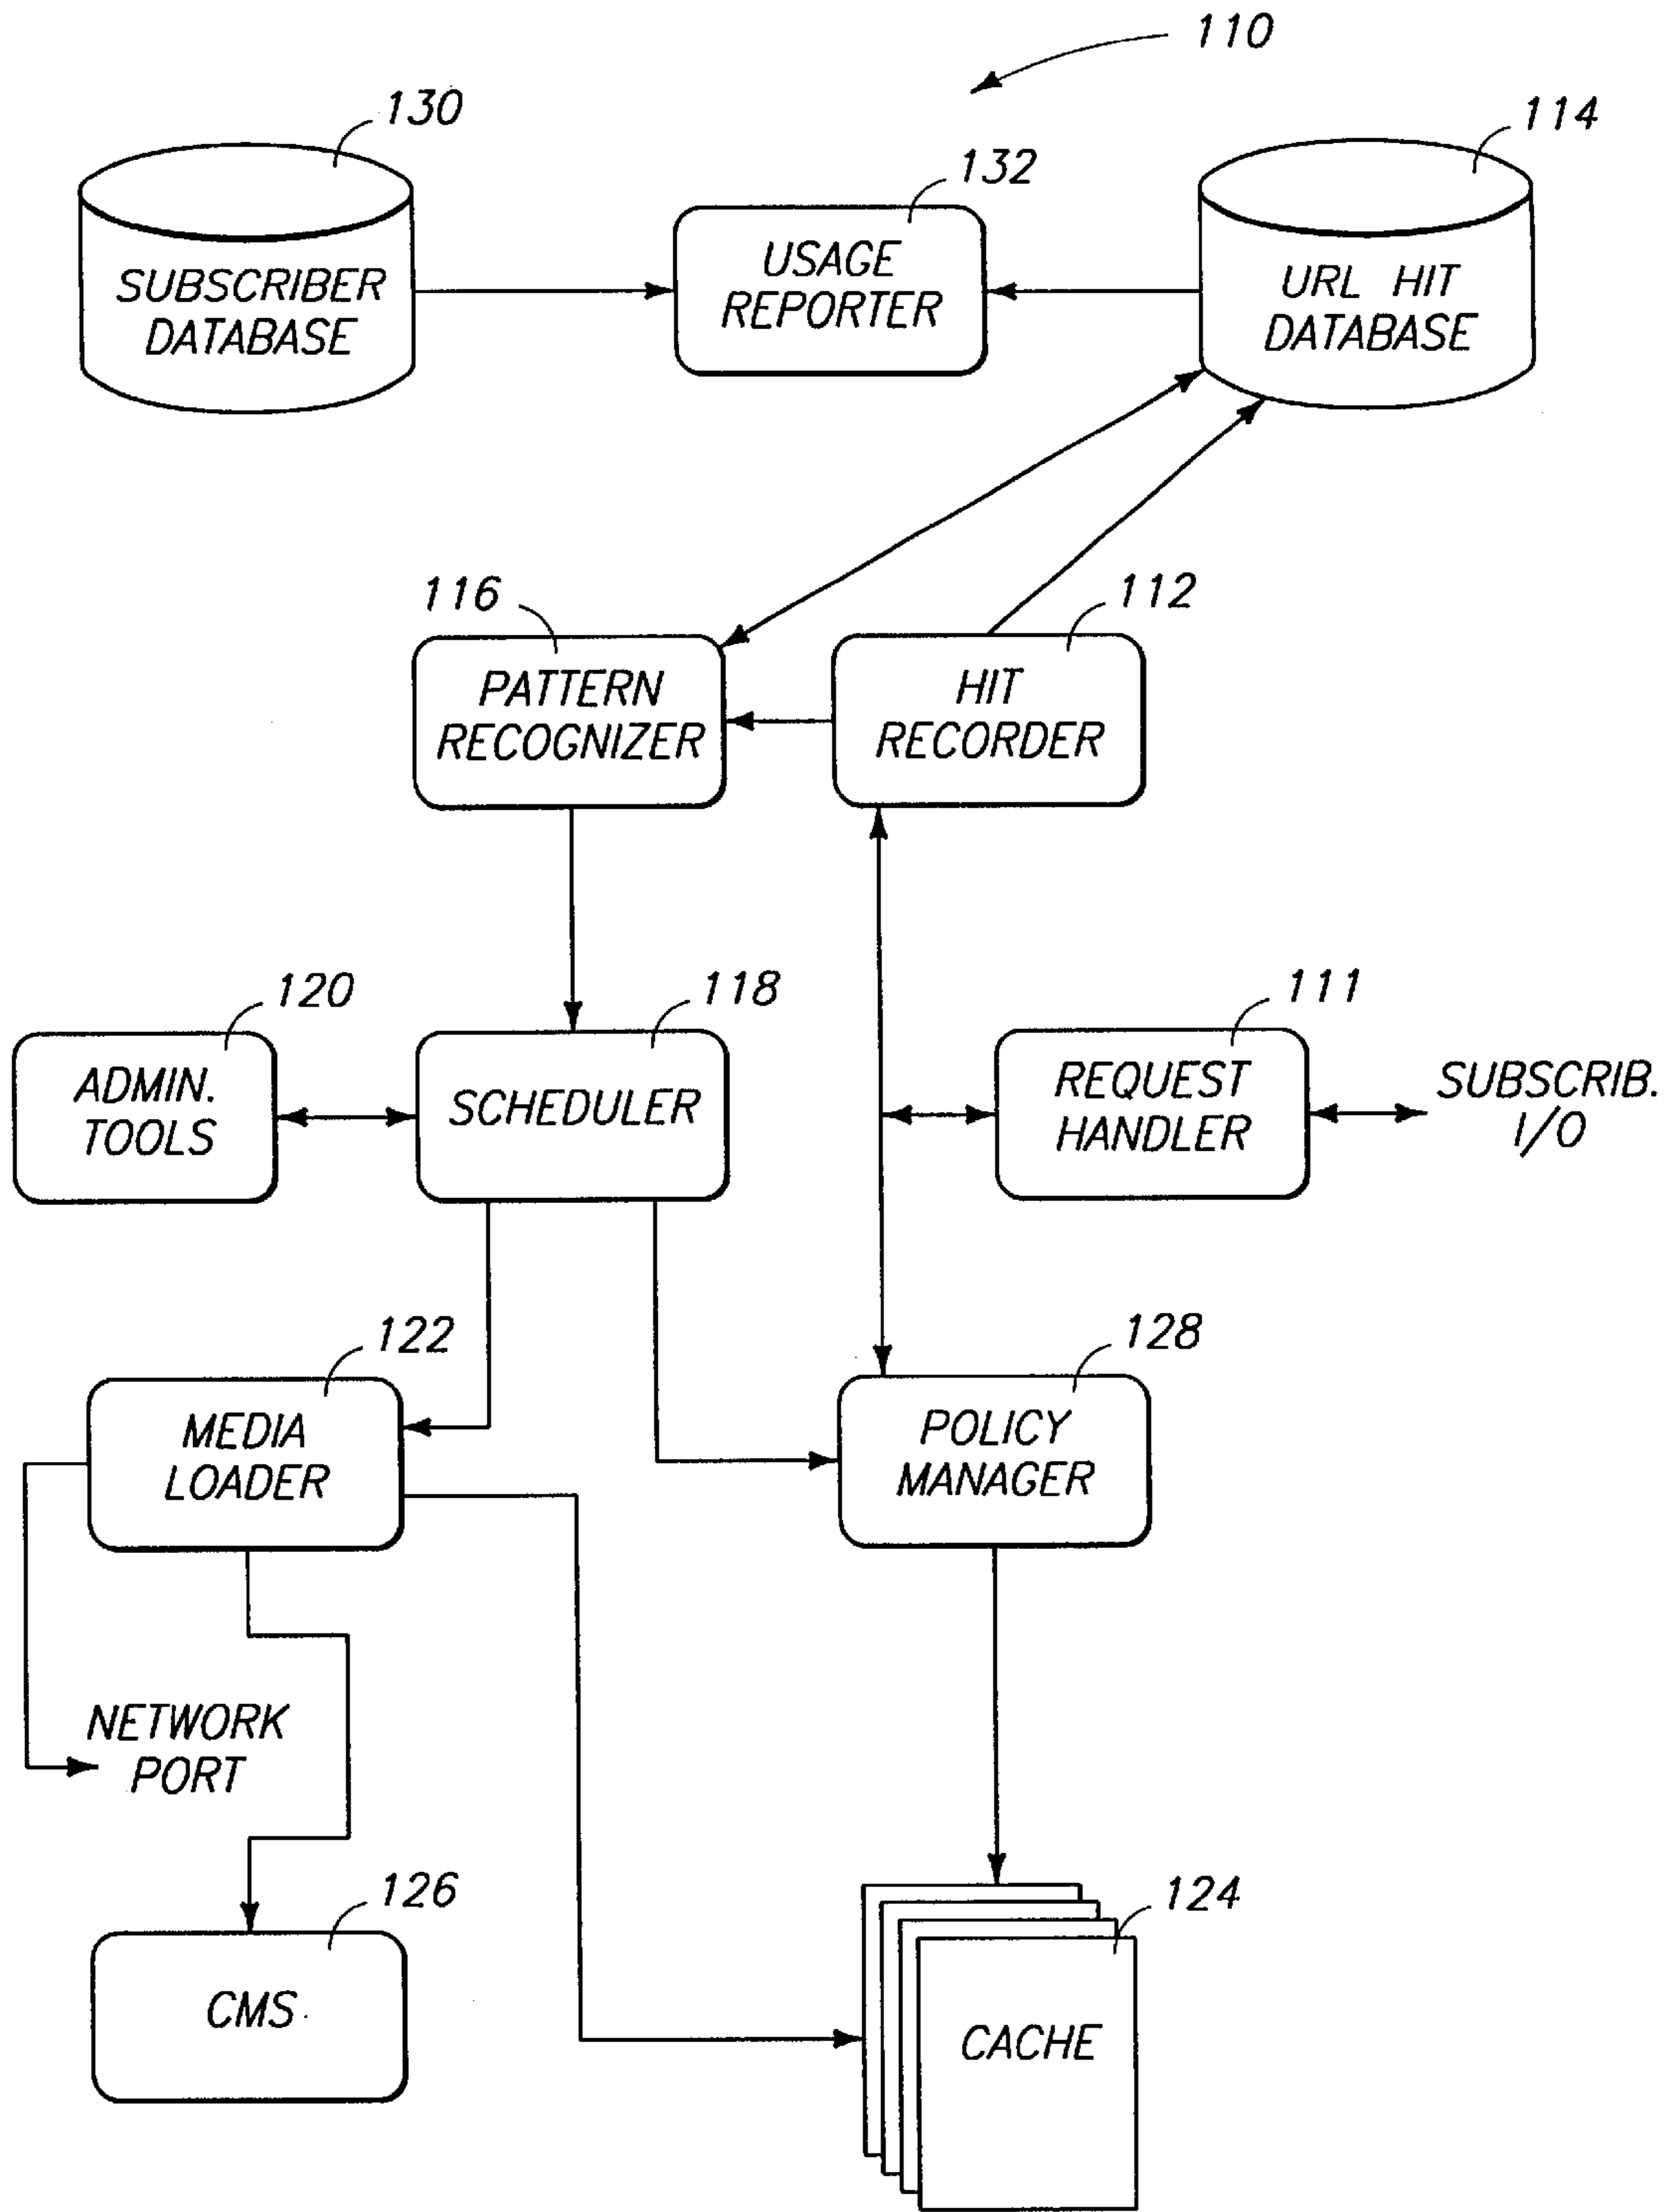 110
130
114
132
SUBSCRIBER
DATABASE
USAGE
REPORTER
URL HIT
DATABASE
116
112
PATTERN
RECOGNIZER
HIT
RECORDER
120
118
111
ADMIN.
TOOLS
SCHEDULER
REQUEST
HANDLER
SUBSCRIB.
I/O
122
128
MEDIA
LOADER
POLICY
MANAGER
NETWORK
PORT
126
124
CMS
CACHE